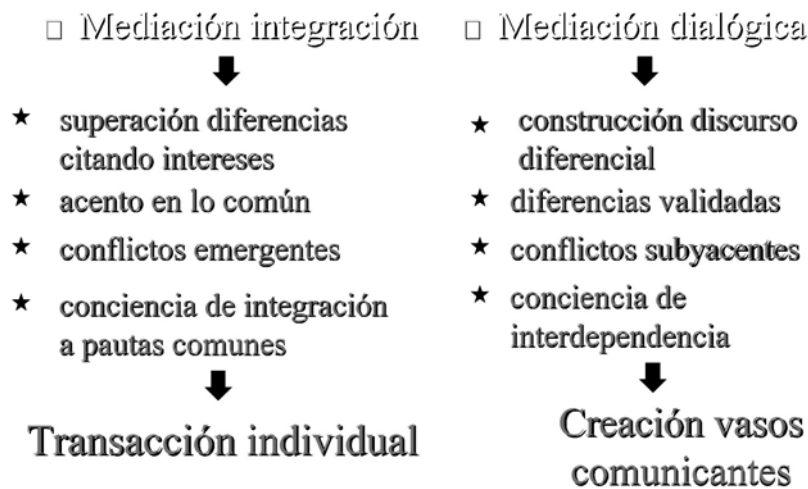 Mediación integración
superación diferencias
citando intereses
acento en lo común
conflictos emergentes
conciencia de integración
a pautas comunes
Transacción individual
Mediación dialógica
construcción discurso
diferencial
diferencias validadas
conflictos subyacentes
conciencia de
interdependencia
Creación vasos
comunicantes